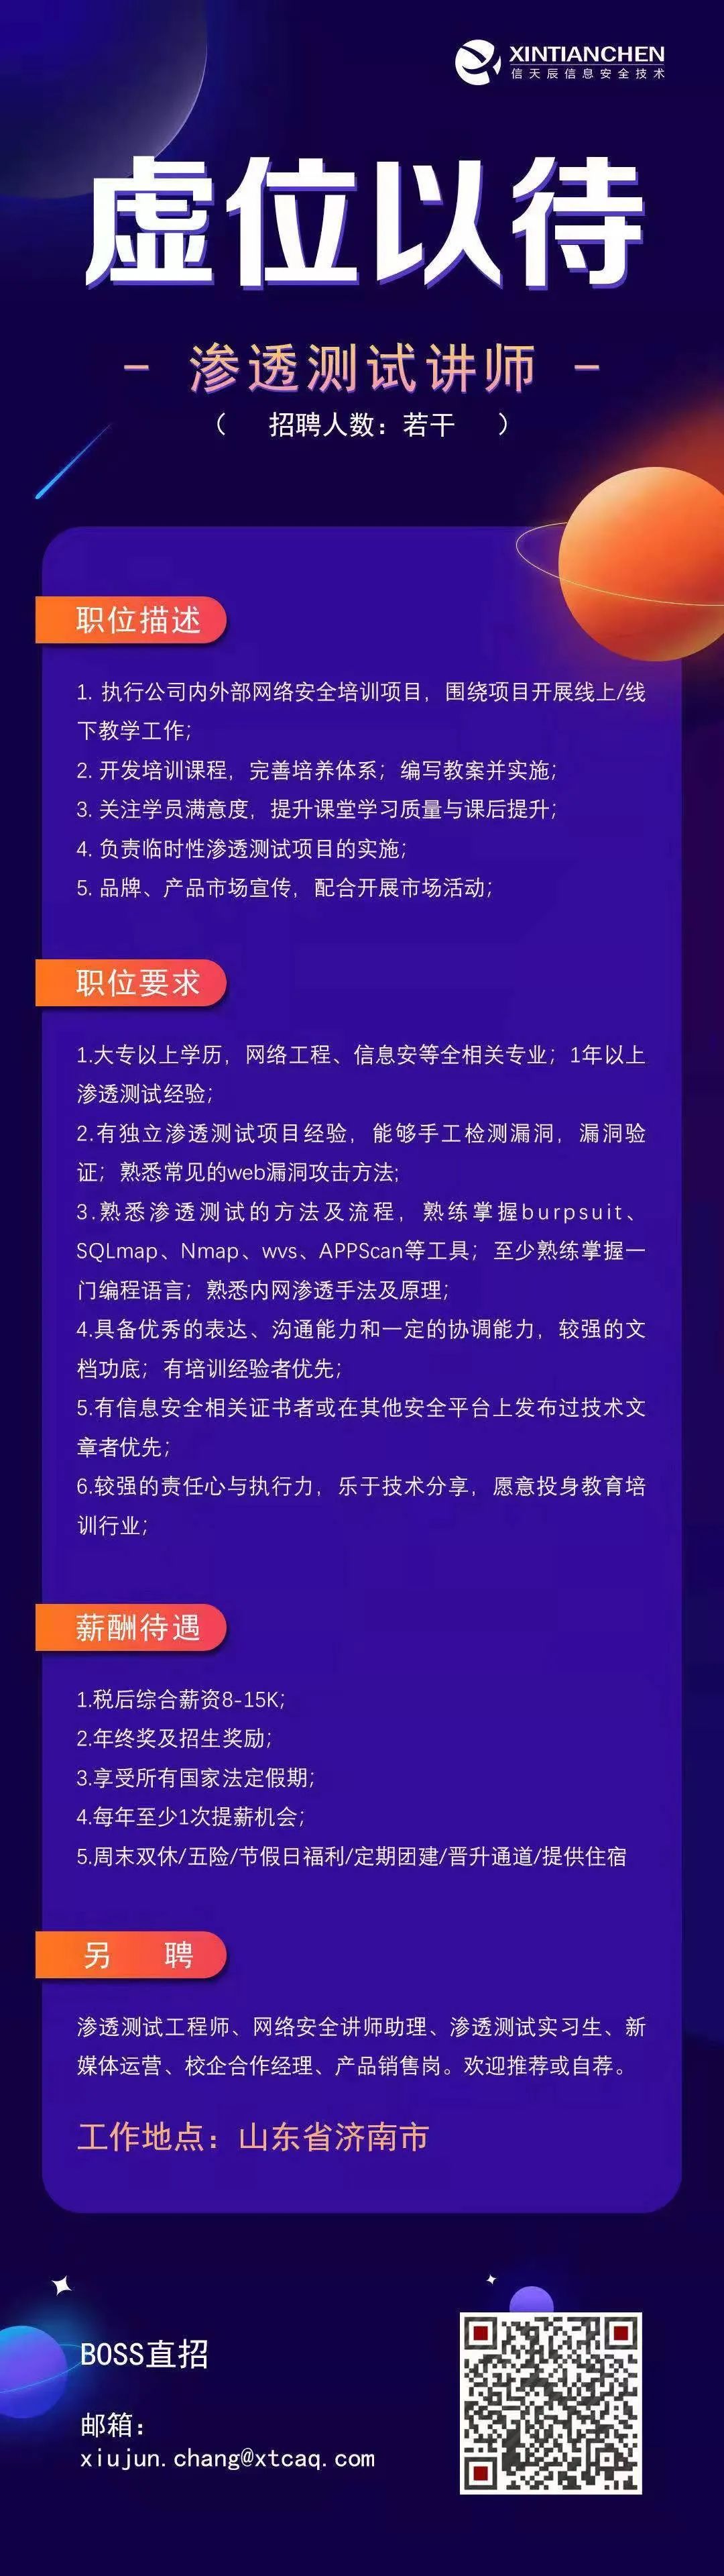 XINTIANCHEN
信天辰信息安全技术
虚位以待
- 渗透测试讲师 -
（ 招聘人数：若干 ）
职位描述
1. 执行公司内外部网络安全培训项目，围绕项目开展线上/线
下教学工作；
2. 开发培训课程，完善培养体系；编写教案并实施；
3. 关注学员满意度，提升课堂学习质量与课后提升；
4. 负责临时性渗透测试项目的实施；
5. 品牌、产品市场宣传，配合开展市场活动；
职位要求
1.大专以上学历，网络工程、信息安等全相关专业；1年以上
渗透测试经验；
2.有独立渗透测试项目经验，能够手工检测漏洞，漏洞验
证；熟悉常见的web漏洞攻击方法;
3.熟悉渗透测试的方法及流程，熟练掌握burpsuit、
SQLmap、Nmap、wvs、APPScan等工具；至少熟练掌握一
门编程语言；熟悉内网渗透手法及原理；
4.具备优秀的表达、沟通能力和一定的协调能力，较强的文
档功底；有培训经验者优先；
5.有信息安全相关证书者或在其他安全平台上发布过技术文
章者优先；
6.较强的责任心与执行力，乐于技术分享，愿意投身教育培
训行业；
薪酬待遇
1.税后综合薪资8-15K；
2.年终奖及招生奖励；
3.享受所有国家法定假期；
4.每年至少1次提薪机会；
5.周末双休/五险/节假日福利/定期团建/晋升通道/提供住宿
另 聘
渗透测试工程师、网络安全讲师助理、渗透测试实习生、新
媒体运营、校企合作经理、产品销售岗。欢迎推荐或自荐。
工作地点：山东省济南市
BOSS直招
邮箱：
xiujun.chang@xtcaq.com